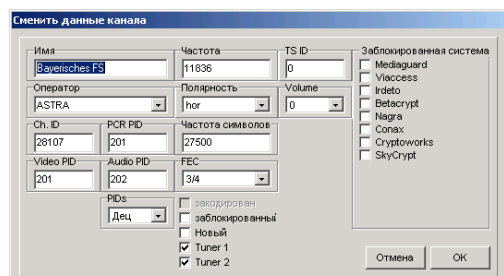 Сменить данные канала
Имя
Частота
TS ID
Заблокированная система
Bayerisches FS
11836
0
Mediaguard
Viaccess
Irdeto
Betacrypt
Nagra
Conax
Cryptoworks
SkyCrypt
Оператор
Полярность
Volume
ASTRA
hor
0
Ch. ID
PCR PID
Частота символов
28107
201
27500
Video PID
Audio PID
FEC
201
202
3/4
PIDs
Дец
закодирован
заблокированный
Новый
Tuner 1
Tuner 2
Отмена
OK